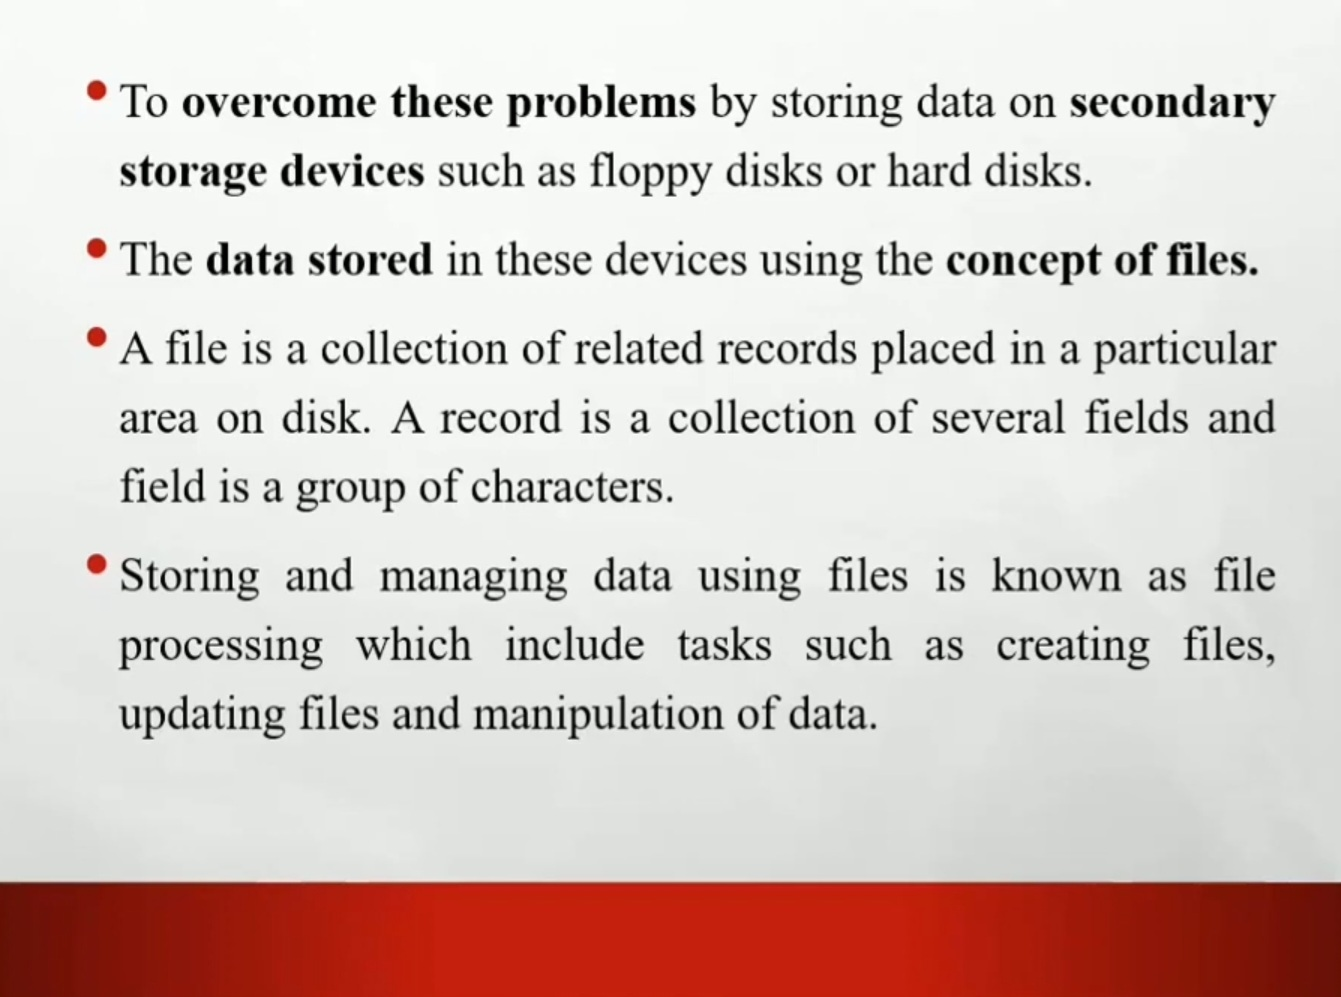 • To overcome these problems by storing data on secondary
storage devices such as floppy disks or hard disks.
• The data stored in these devices using the concept of files.
• A file is a collection of related records placed in a particular
area on disk. A record is a collection of several fields and
field is a group of characters.
• Storing and managing data using files is known as file
processing which include tasks such as creating files,
updating files and manipulation of data.